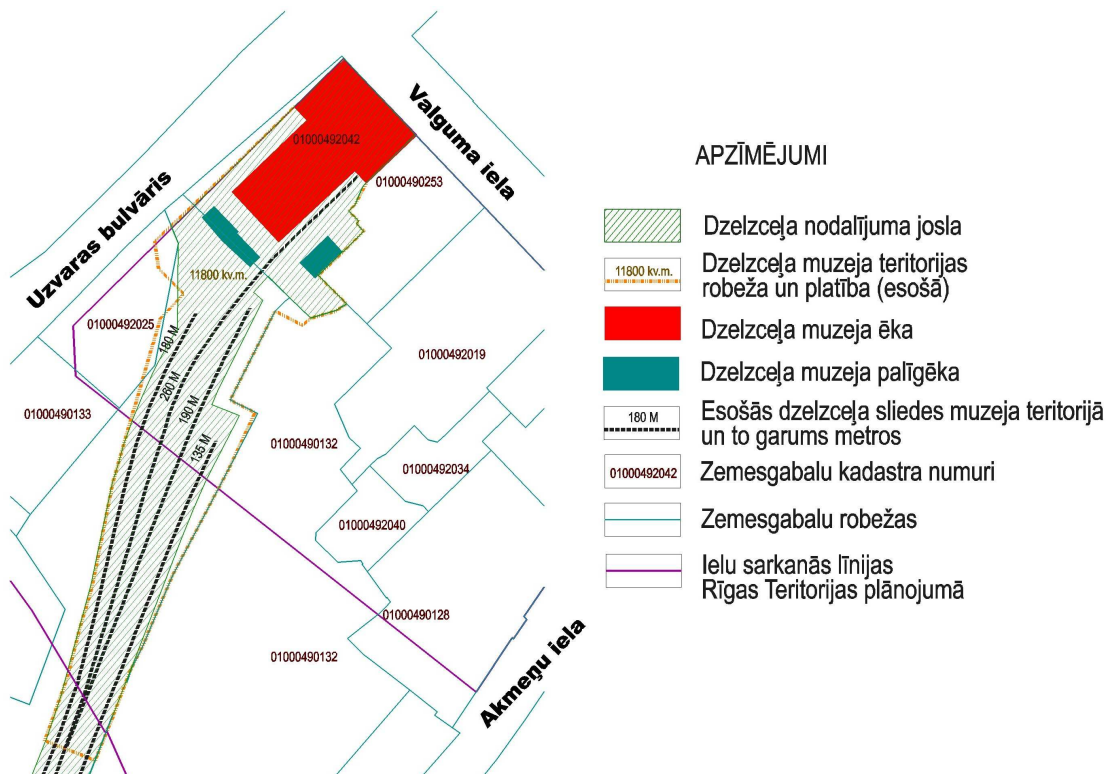 Valguma iela
01000492042
01000490253
Uzvaras bulvāris
11800 kv.m.
01000492025
180 M
260 M
190 M
135 M
01000492019
01000490133
01000490132
01000492034
01000492040
01000490128
01000490132
Akmeņu iela
APZĪMĒJUMI
Dzelzceļa nodalījuma josla
11800 kv.m.
Dzelzceļa muzeja teritorijas
robeža un platība (esošā)
Dzelzceļa muzeja ēka
Dzelzceļa muzeja palīgēka
180 M
Esošās dzelzceļa sliedes muzeja teritorijā
un to garums metros
01000492042
Zemesgabalu kadastra numuri
Zemesgabalu robežas
Ielu sarkanās līnijas
Rīgas Teritorijas plānojumā